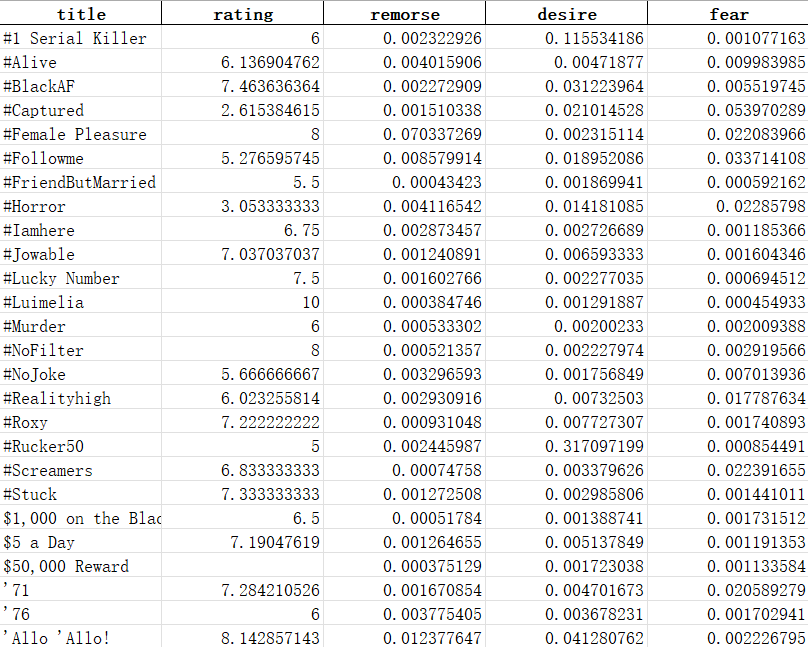 title rating remorse desire fear
#1 Serial Killer 6 0.002322926 0.115534186 0.001077163
#Alive 6.136904762 0.004015906 0.00471877 0.009983985
#BlackAF 7.463636364 0.002272909 0.031223964 0.005519745
#Captured 2.615384615 0.001510338 0.021014528 0.053970289
#Female Pleasure 8 0.070337269 0.002315114 0.022083966
#Followme 5.276595745 0.008579914 0.018952086 0.033714108
#FriendButMarried 5.5 0.00043423 0.001869941 0.000592162
#Horror 3.053333333 0.004116542 0.014181085 0.02285798
#Iamhere 6.75 0.002873457 0.002726689 0.001185366
#Jowable 7.037037037 0.001240891 0.006593333 0.001604346
#Lucky Number 7.5 0.001602766 0.002277035 0.000694512
#Luimelia 10 0.000384746 0.001291887 0.000454933
#Murder 6 0.000533302 0.00200233 0.002009388
#NoFilter 8 0.000521357 0.002227974 0.002919566
#NoJoke 5.666666667 0.003296593 0.001756849 0.007013936
#Realityhigh 6.023255814 0.002930916 0.00732503 0.017787634
#Roxy 7.222222222 0.000931048 0.007727307 0.001740893
#Rucker50 5 0.002445987 0.317097199 0.000854491
#Screamers 6.833333333 0.00074758 0.003379626 0.022391655
#Stuck 7.333333333 0.001272508 0.002985806 0.001441011
$1,000 on the Blac 6.5 0.00051784 0.001388741 0.001731512
$5 a Day 7.19047619 0.001264655 0.005137849 0.001191353
$50,000 Reward 0.000375129 0.001723038 0.001133584
'71 7.284210526 0.001670854 0.004701673 0.020589279
'76 6 0.003775405 0.003678231 0.001702941
'Allo 'Allo! 8.142857143 0.012377647 0.041280762 0.002226795